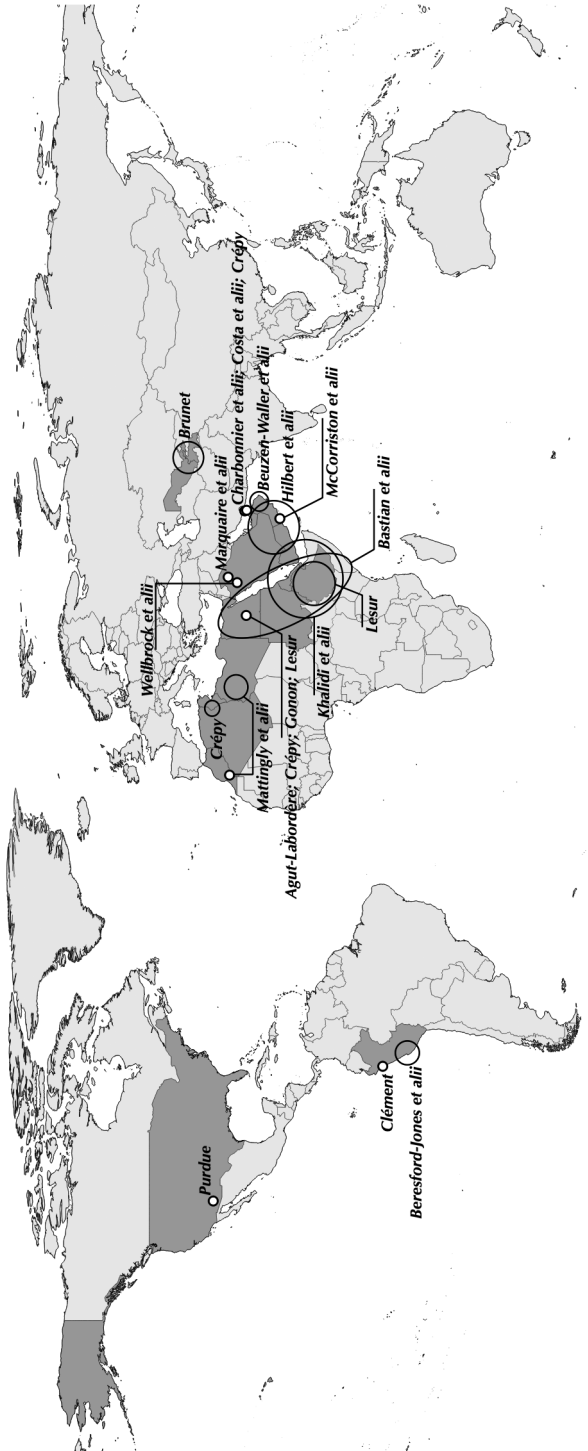 Purdue
Clément
Beresford-Jones et alii
Crépy
Mattingly et alii
Agut-Labordère; Crépy; Gonon; Lesur
Wellbrock et alii
Marquaire et alii
Khalidi et alii
Lesur
Bastian et alii
Brunet
Charbonnier et alii; Costa et alii; Crépy
Beuzen-Waller et alii
Hilbert et alii
McCorriston et alii